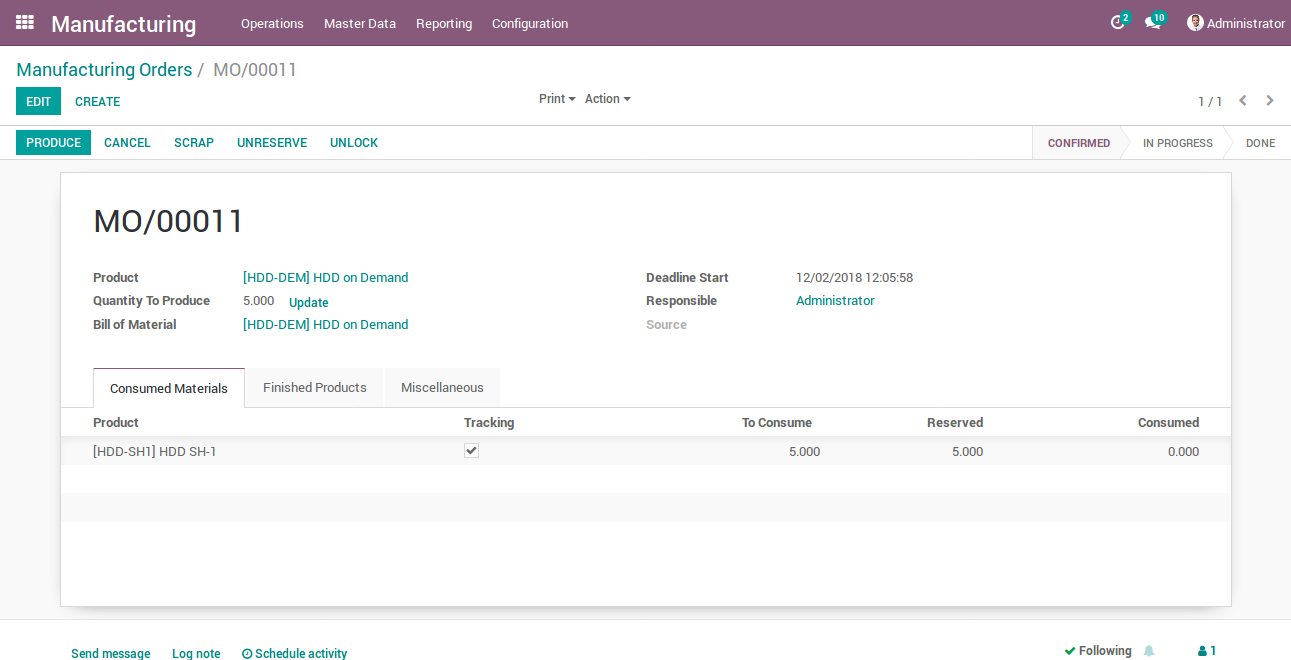 Manufacturing Operations Master Data Reporting Configuration 2 10 Administrator
Manufacturing Orders / MO/00011
EDIT CREATE Print Action 1 / 1
PRODUCE CANCEL SCRAP UNRESERVE UNLOCK CONFIRMED IN PROGRESS DONE
MO/00011
Product [HDD-DEM] HDD on Demand Deadline Start 12/02/2018 12:05:58
Quantity To Produce 5.000 Update Responsible Administrator
Bill of Material [HDD-DEM] HDD on Demand Source
Consumed Materials Finished Products Miscellaneous
Product Tracking To Consume Reserved Consumed
[HDD-SH1] HDD SH-1 5.000 5.000 0.000
Send message Log note Schedule activity Following 1